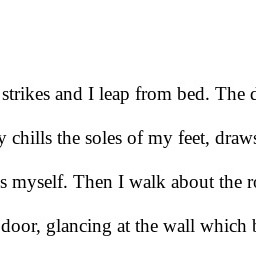 strikes and I leap from bed. The
chills the soles of my feet, draws
myself. Then I walk about the
door, glancing at the wall which